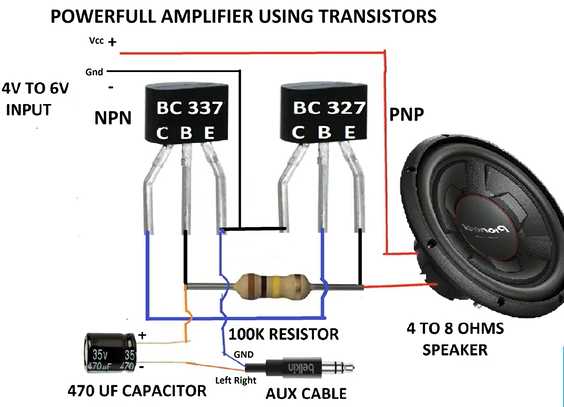 POWERFULL AMPLIFIER USING TRANSISTORS
Vcc +
Gnd
-
4V TO 6V
INPUT
NPN
BC 337
C B E
BC 327
C B E
PNP
Pioneer
4 TO 8 OHMS
SPEAKER
100K RESISTOR
+
35v 35
470µF 470
-
470 UF CAPACITOR
GND
Left Right
belkin
AUX CABLE